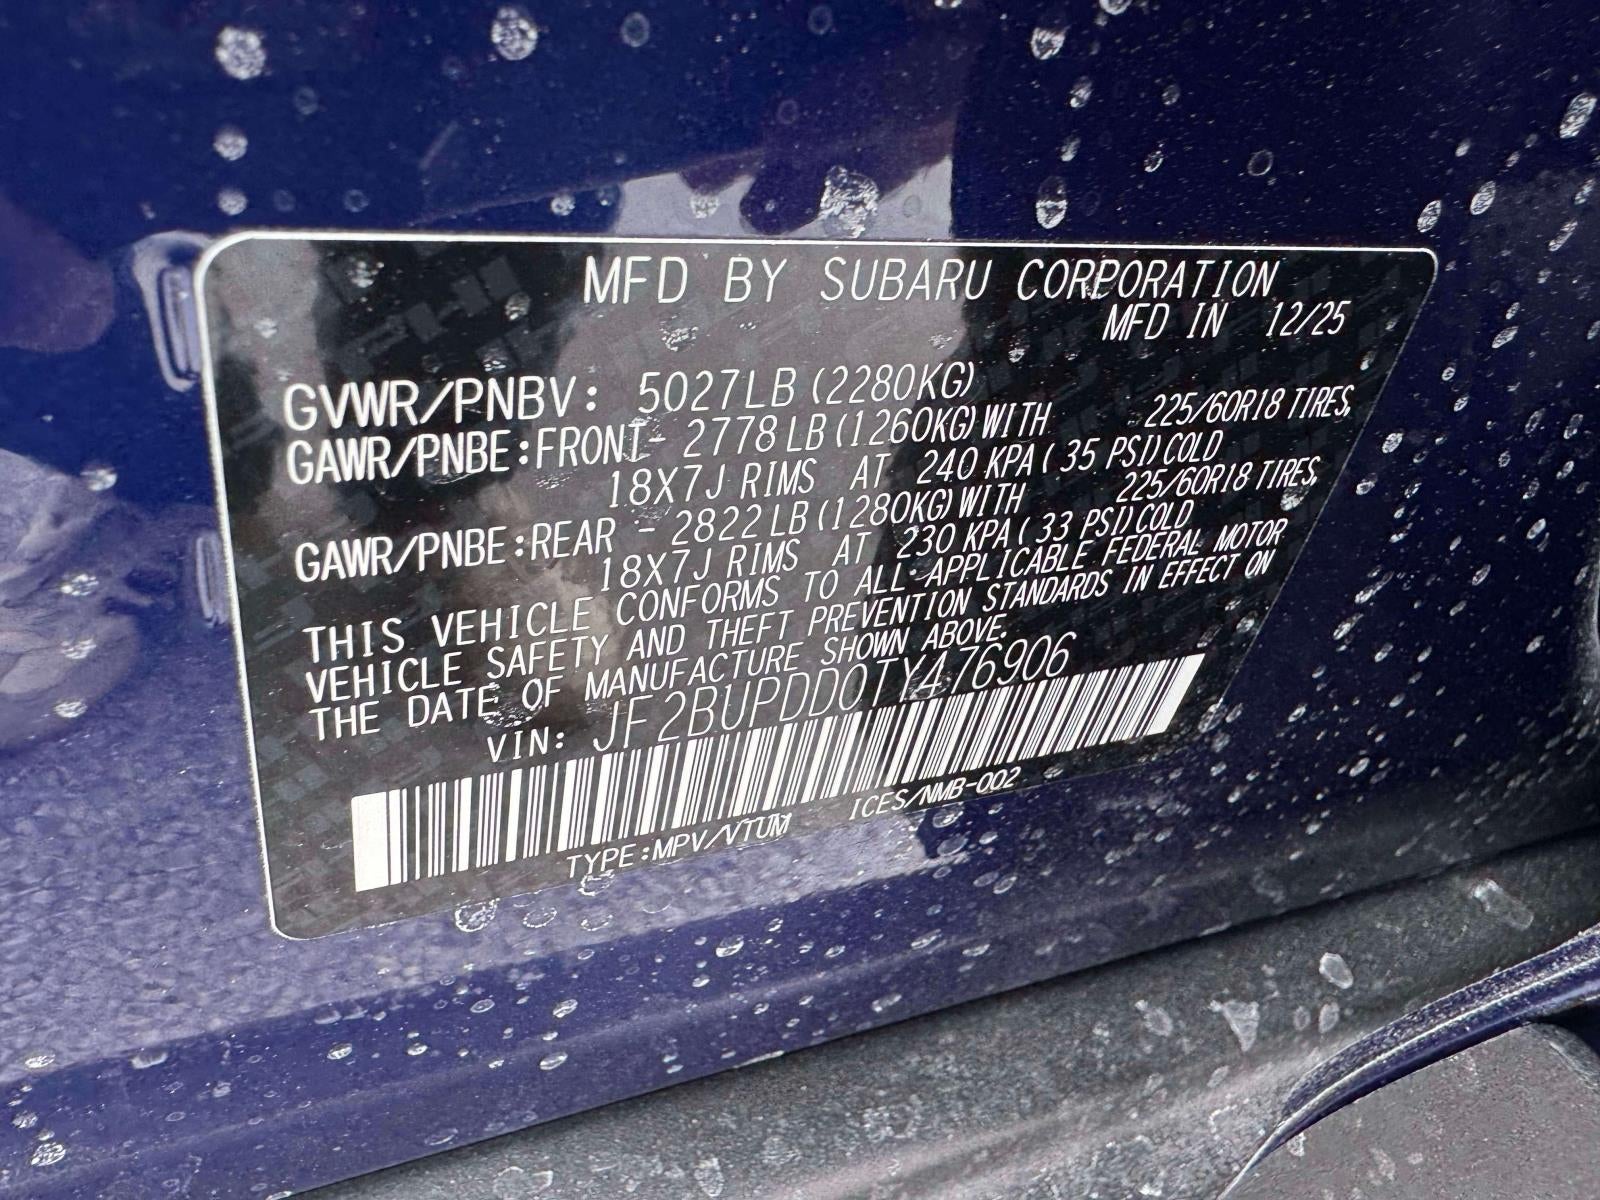 MFD BY SUBARU CORPORATION
MFD IN 12/25
GVWR/PNBV: 5027LB (2280KG)
GAWR/PNBE:FRONT- 2778 LB (1260KG) WITH 225/60R18 TIRES,
18X7J RIMS AT 240 KPA ( 35 PSI) COLD
GAWR/PNBE:REAR - 2822 LB (1280KG) WITH 225/60R18 TIRES,
18X7J RIMS AT 230 KPA ( 33 PSI) COLD
THIS VEHICLE CONFORMS TO ALL APPLICABLE FEDERAL MOTOR
VEHICLE SAFETY AND THEFT PREVENTION STANDARDS IN EFFECT ON
THE DATE OF MANUFACTURE SHOWN ABOVE.
VIN: JF2BUPDD0TY476906
TYPE:MPV/VTUM ICES/NMB-002